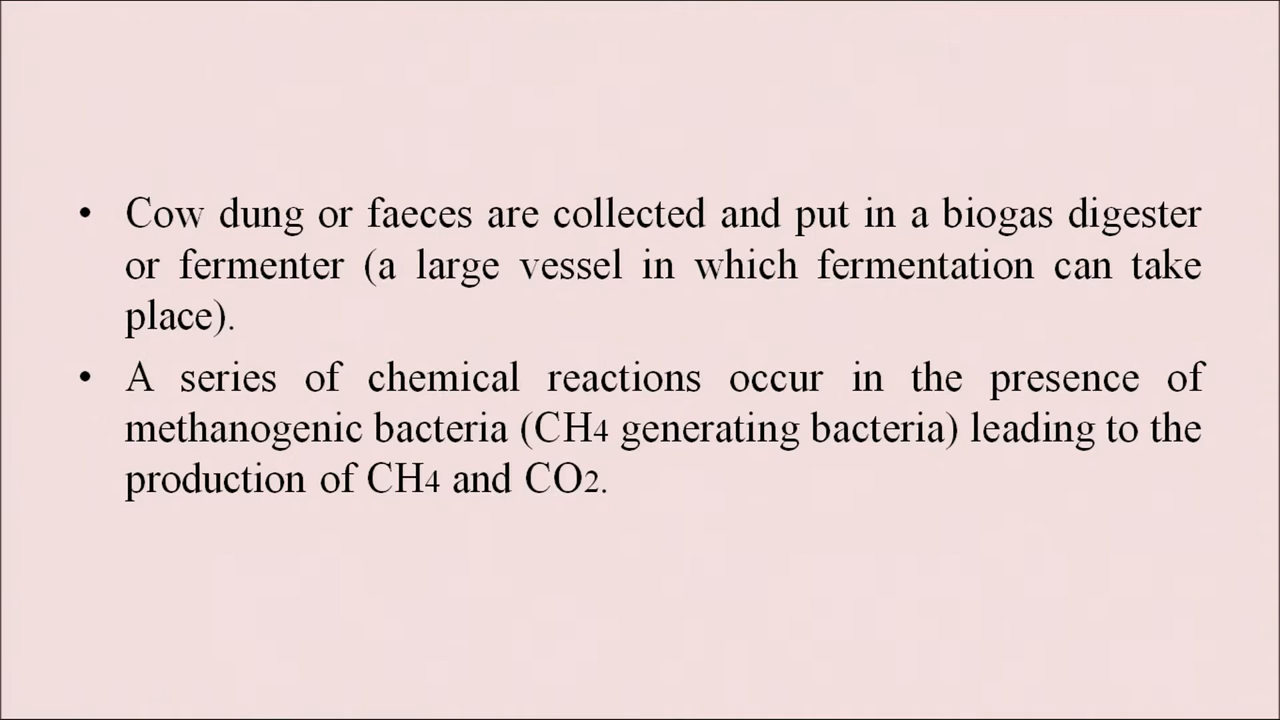 • Cow dung or faeces are collected and put in a biogas digester
or fermenter (a large vessel in which fermentation can take
place).
• A series of chemical reactions occur in the presence of
methanogenic bacteria (CH4 generating bacteria) leading to the
production of CH4 and CO2.